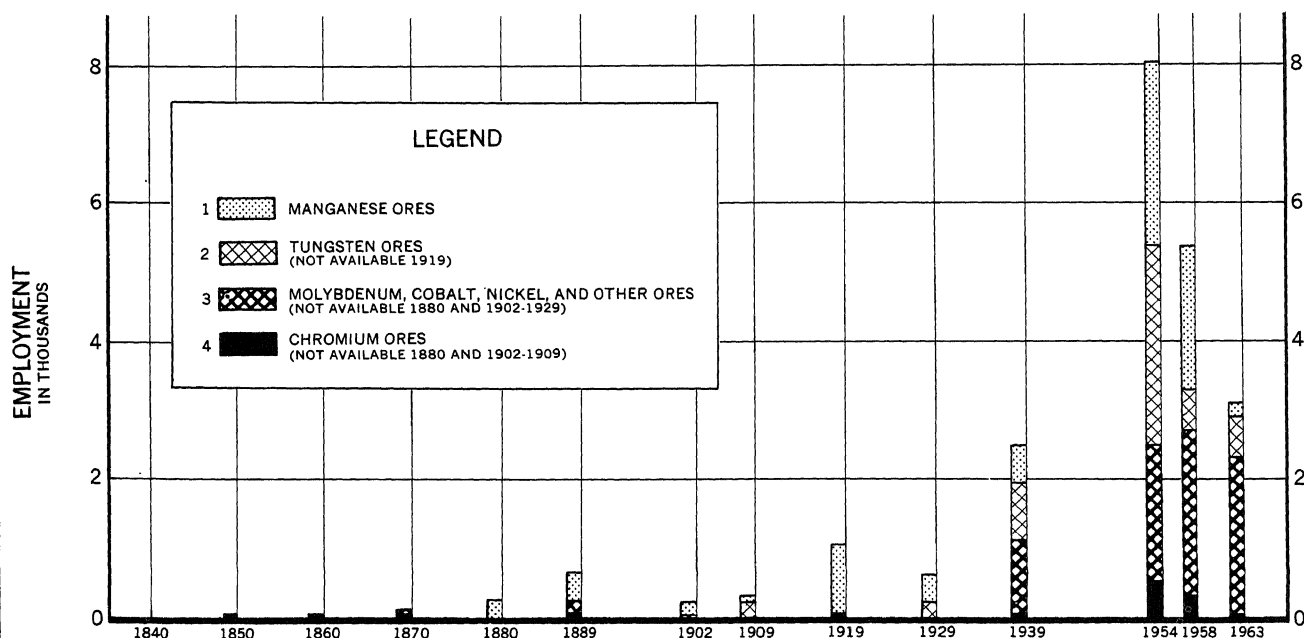 8
8
LEGEND
6
6
1 MANGANESE ORES
2 TUNGSTEN ORES
(NOT AVAILABLE 1919)
3 MOLYBDENUM, COBALT, NICKEL, AND OTHER ORES
(NOT AVAILABLE 1880 AND 1902-1929)
4 CHROMIUM ORES
(NOT AVAILABLE 1880 AND 1902-1909)
EMPLOYMENT
IN THOUSANDS
4
4
2
2
0
0
1840 1850 1860 1870 1880 1889 1902 1909 1919 1929 1939 1954 1958 1963